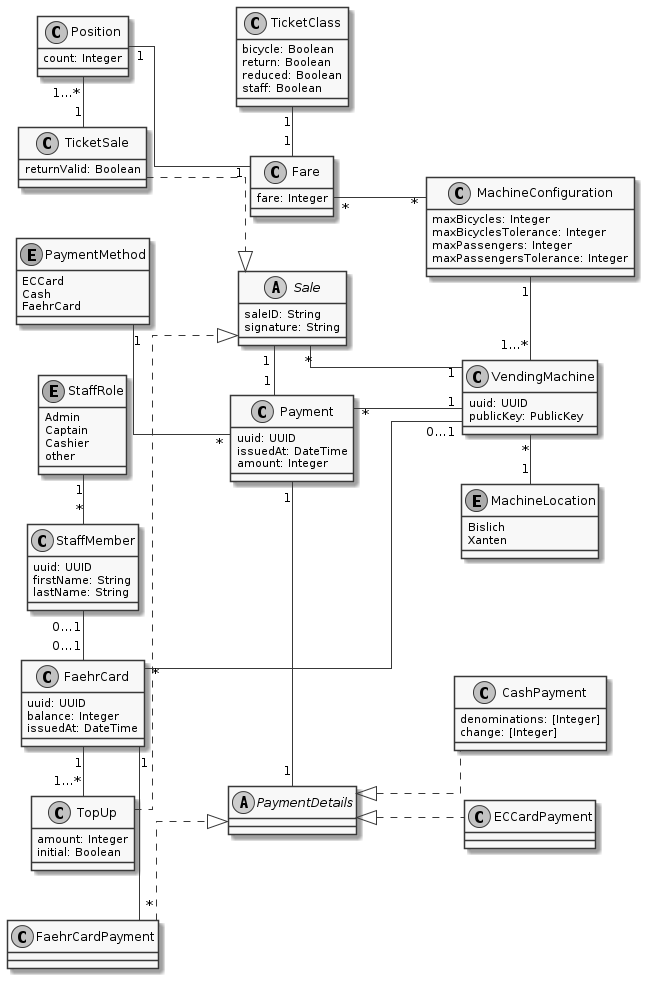 C Position
count: Integer
1
1...*
1
C TicketClass
bicycle: Boolean
return: Boolean
reduced: Boolean
staff: Boolean
1
1
C TicketSale
returnValid: Boolean
1
C Fare
fare: Integer
*
*
C MachineConfiguration
maxBicycles: Integer
maxBicyclesTolerance: Integer
maxPassengers: Integer
maxPassengersTolerance: Integer
1
1...*
E PaymentMethod
ECCard
Cash
FaehrCard
1
A Sale
saleID: String
signature: String
1
1
*
1
C VendingMachine
uuid: UUID
publicKey: PublicKey
1
0...1
*
1
E StaffRole
Admin
Captain
Cashier
other
1
*
C Payment
uuid: UUID
issuedAt: DateTime
amount: Integer
*
*
1
E MachineLocation
Bislich
Xanten
C StaffMember
uuid: UUID
firstName: String
lastName: String
0...1
0...1
C FaehrCard
uuid: UUID
balance: Integer
issuedAt: DateTime
*
1
1...*
1
C CashPayment
denominations: [Integer]
change: [Integer]
1
A PaymentDetails
C ECCardPayment
C TopUp
amount: Integer
initial: Boolean
*
C FaehrCardPayment